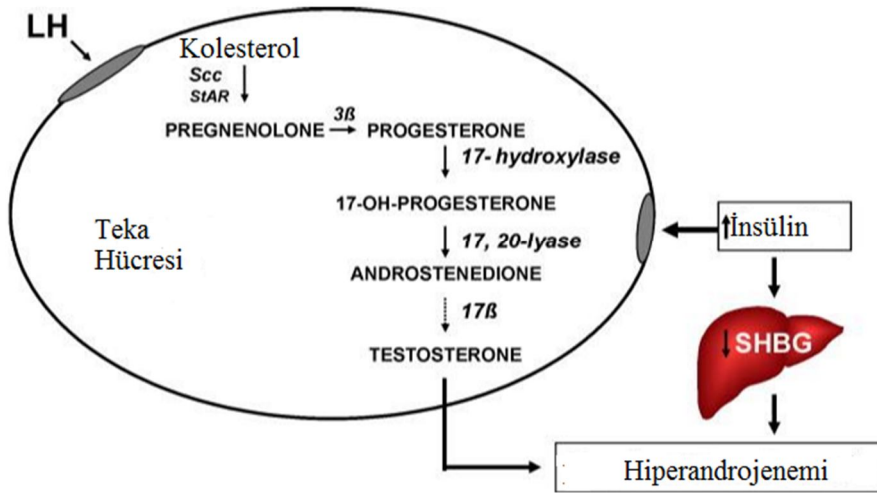 LH
Kolesterol
Scc
StAR
3ß
PREGNENOLONE
PROGESTERONE
17- hydroxylase
17-OH-PROGESTERONE
Teka
Hücresi
17, 20-lyase
ANDROSTENEDIONE
17ß
TESTOSTERONE
İnsülin
SHBG
Hiperandrojenemi